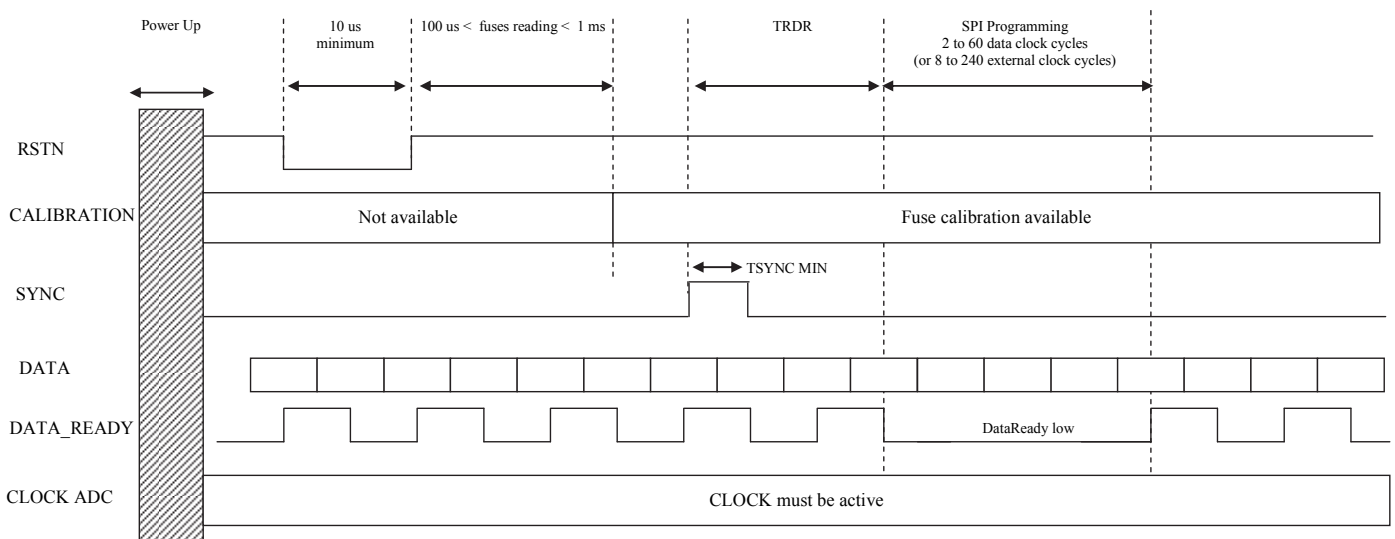 Power Up
10 us
minimum
100 us < fuses reading < 1 ms
TRDR
SPI Programming
2 to 60 data clock cycles
(or 8 to 240 external clock cycles)
RSTN
CALIBRATION
Not available
Fuse calibration available
TSYNC MIN
SYNC
DATA
DATA_READY
DataReady low
CLOCK ADC
CLOCK must be active